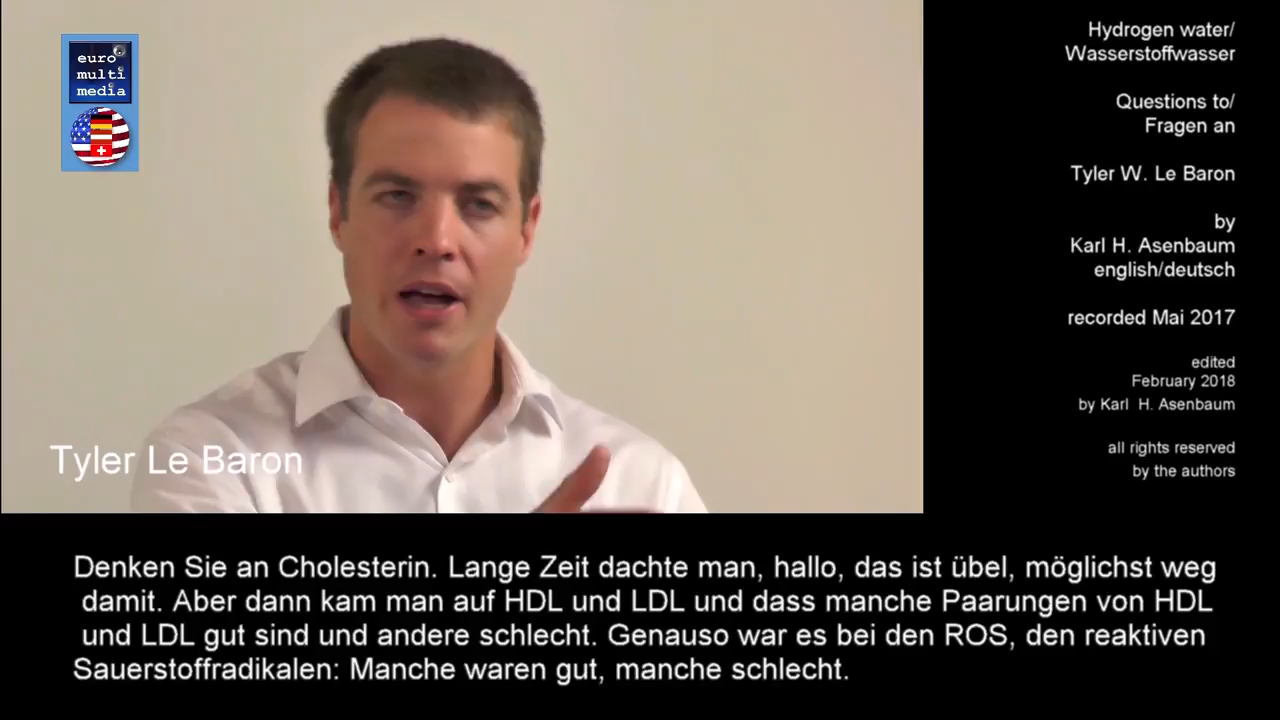 euro
multi
media
Hydrogen water/
Wasserstoffwasser
Questions to/
Fragen an
Tyler W. Le Baron
by
Karl H. Asenbaum
english/deutsch
recorded Mai 2017
edited
February 2018
by Karl H. Asenbaum
all rights reserved
by the authors
Tyler Le Baron
Denken Sie an Cholesterin. Lange Zeit dachte man, hallo, das ist übel, möglichst weg
damit. Aber dann kam man auf HDL und LDL und dass manche Paarungen von HDL
und LDL gut sind und andere schlecht. Genauso war es bei den ROS, den reaktiven
Sauerstoffradikalen: Manche waren gut, manche schlecht.